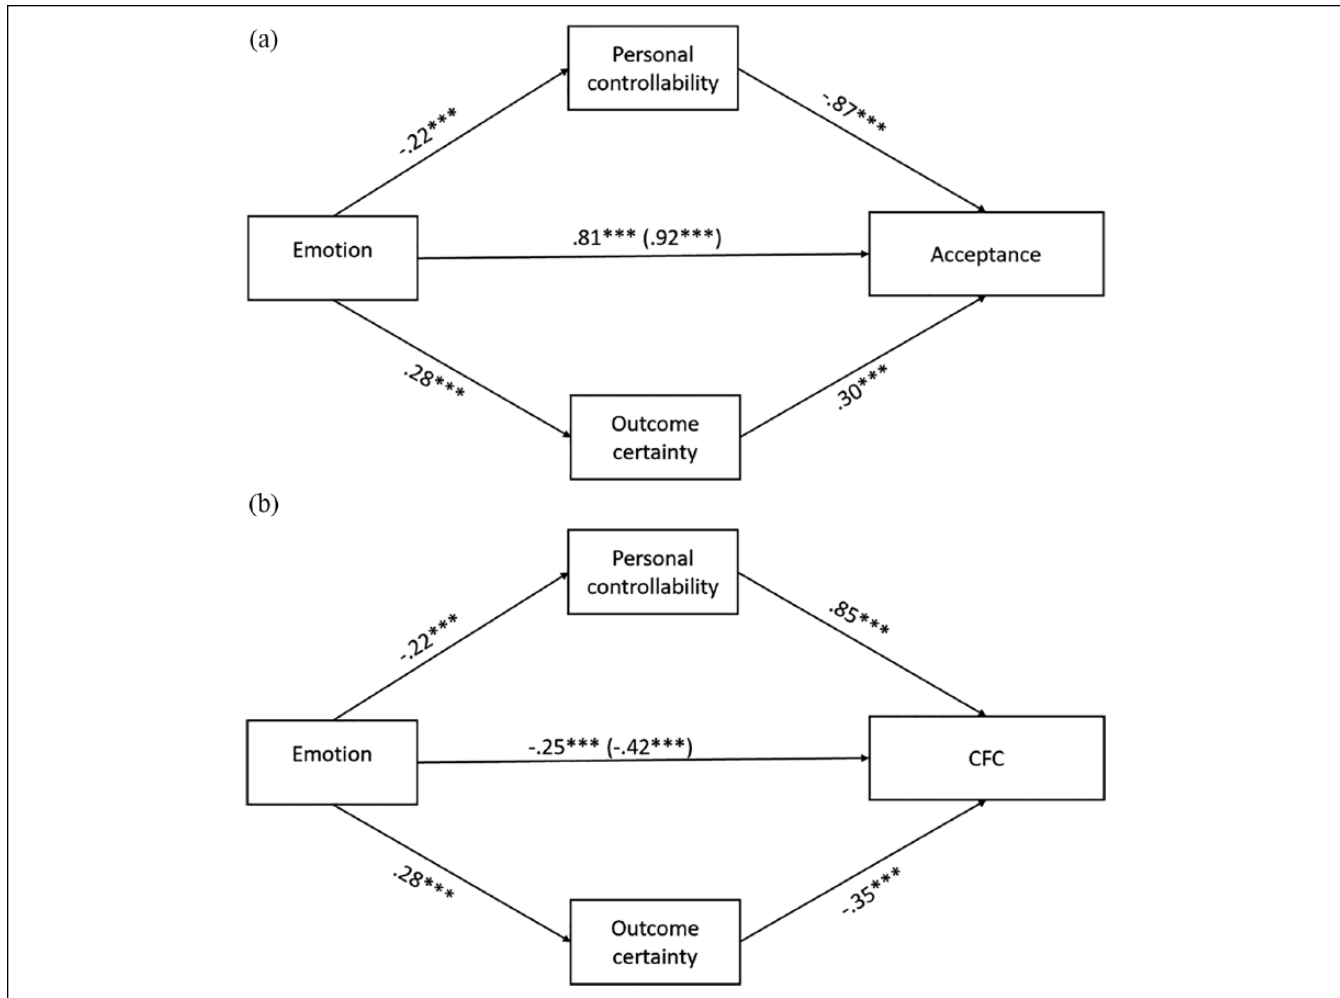 (a)
Personal
controllability
-.22***
-.87***
Emotion
.81*** (.92***)
Acceptance
.28***
.30***
Outcome
certainty
(b)
Personal
controllability
-.22***
.85***
Emotion
-.25*** (-.42***)
CFC
.28***
-.35***
Outcome
certainty